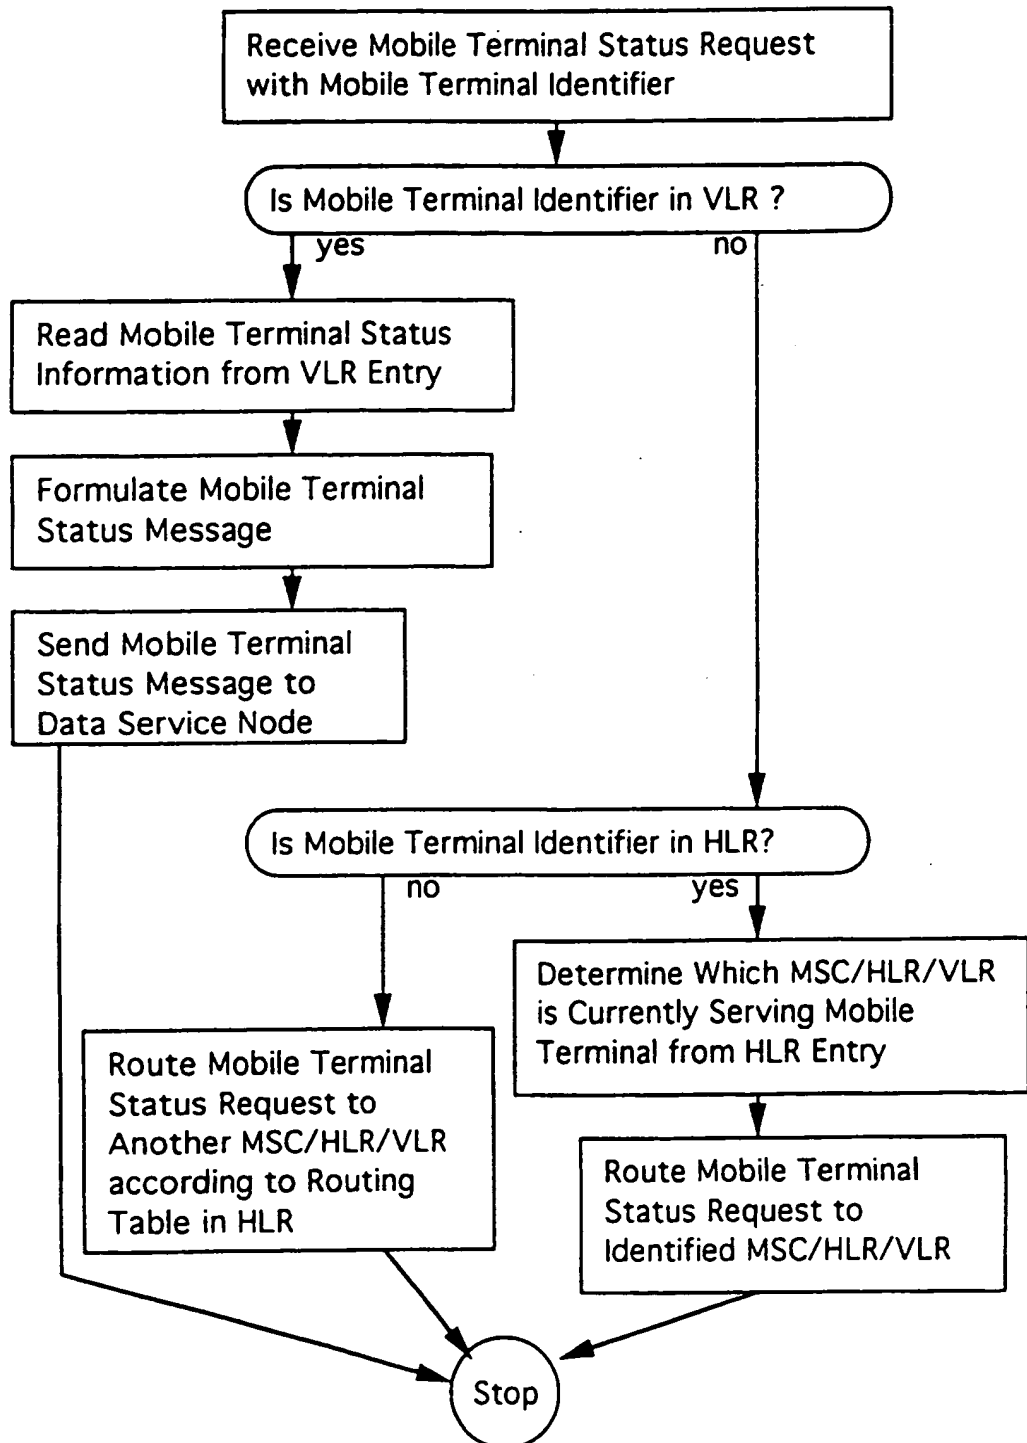 Receive Mobile Terminal Status Request
with Mobile Terminal Identifier
Is Mobile Terminal Identifier in VLR ?
yes
no
Read Mobile Terminal Status
Information from VLR Entry
Formulate Mobile Terminal
Status Message
Send Mobile Terminal
Status Message to
Data Service Node
Is Mobile Terminal Identifier in HLR?
no
yes
Determine Which MSC/HLR/VLR
is Currently Serving Mobile
Terminal from HLR Entry
Route Mobile Terminal
Status Request to
Another MSC/HLR/VLR
according to Routing
Table in HLR
Route Mobile Terminal
Status Request to
Identified MSC/HLR/VLR
Stop